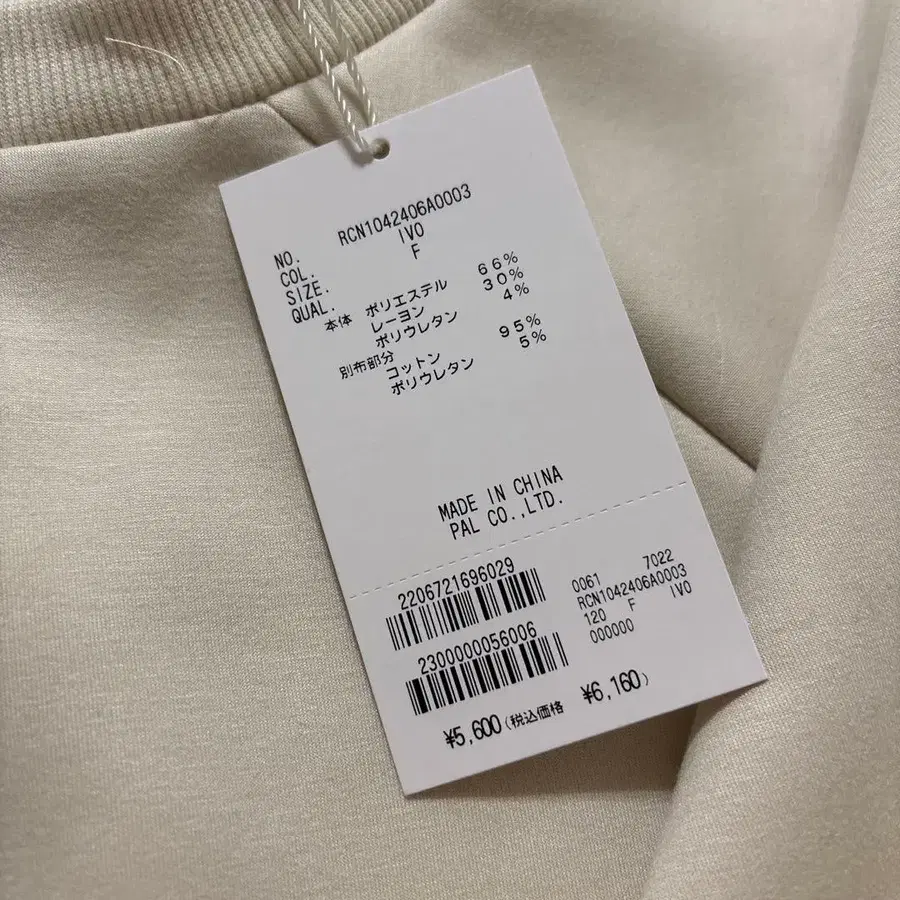 NO. RCN1042406A0003
COL. IVO
SIZE. F
QUAL.
本体 ポリエステル 66%
レーヨン 30%
ポリウレタン 4%
別布部分
コットン 95%
ポリウレタン 5%
MADE IN CHINA
PAL CO.,LTD.
2206721696029
2300000056006
0061 7022
RCN1042406A0003
120 F IVO
000000
¥5,600(税込価格 ¥6,160)